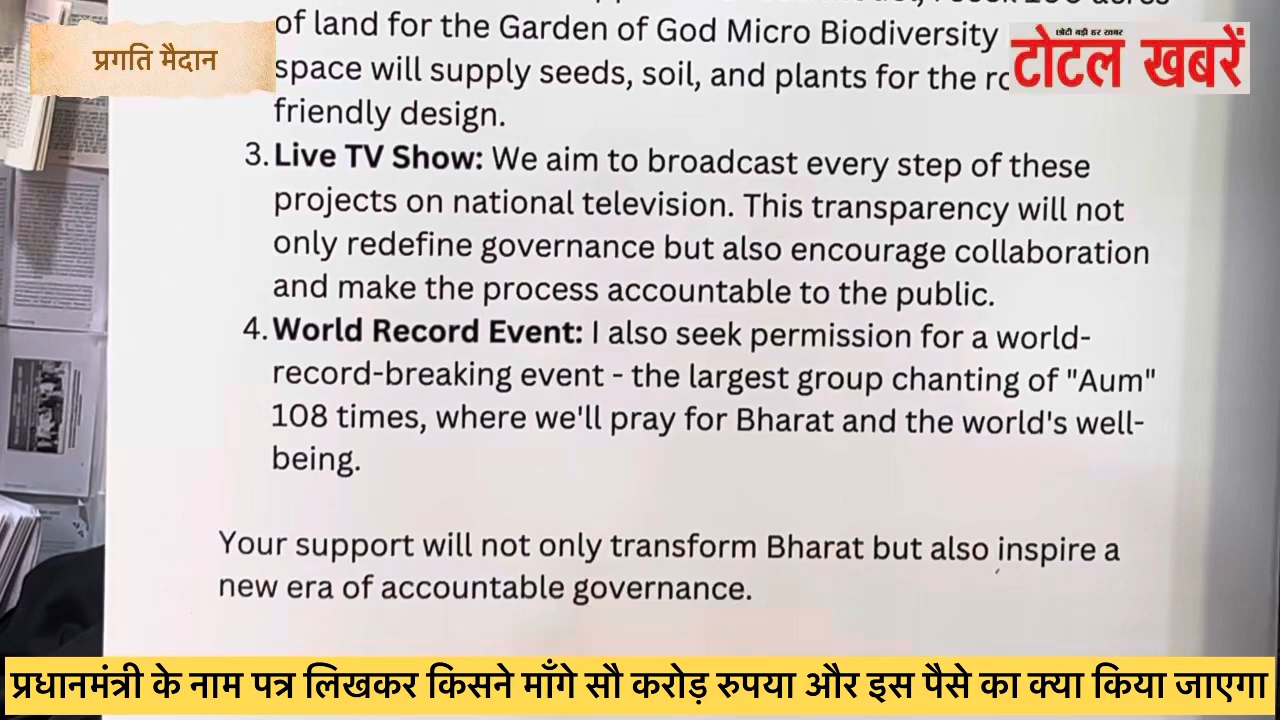 of land for the Garden of God Micro Biodiversity
प्रगति मैदान
छोटी बड़ी हर खबर
टोटल खबरें
space will supply seeds, soil, and plants for the
friendly design.
3. Live TV Show: We aim to broadcast every step of these
projects on national television. This transparency will not
only redefine governance but also encourage collaboration
and make the process accountable to the public.
4. World Record Event: I also seek permission for a world-
record-breaking event - the largest group chanting of "Aum"
108 times, where we'll pray for Bharat and the world's well-
being.
Your support will not only transform Bharat but also inspire a
new era of accountable governance.
प्रधानमंत्री के नाम पत्र लिखकर किसने माँगे सौ करोड़ रुपया और इस पैसे का क्या किया जाएगा